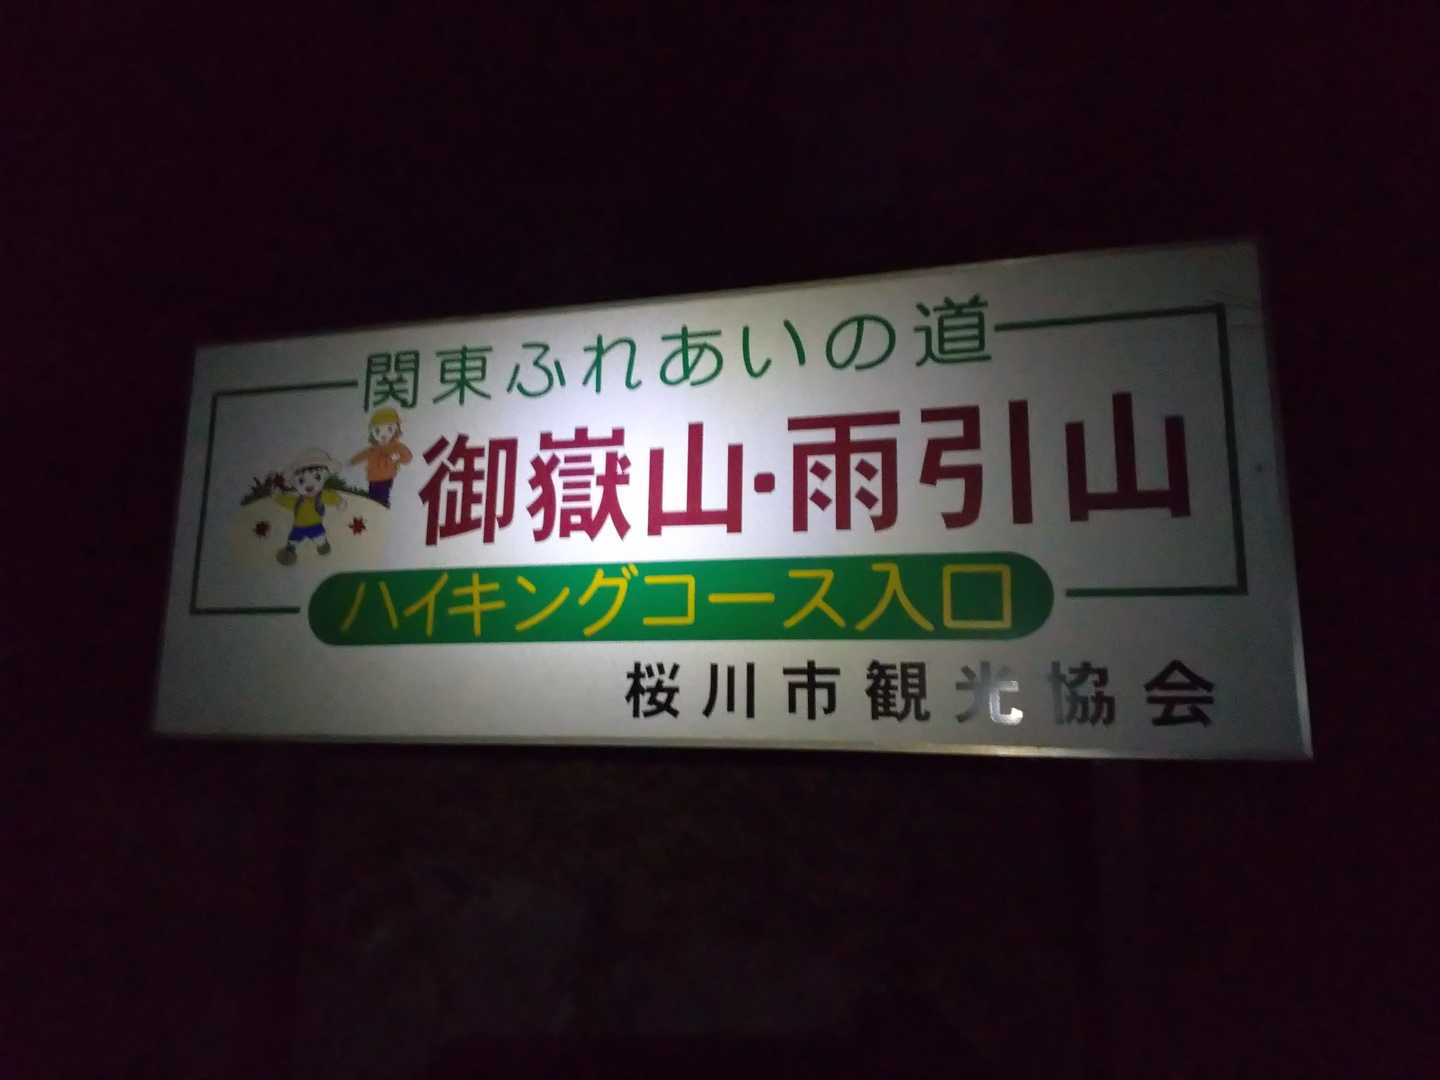 関東ふれあいの道
御嶽山・雨引山
ハイキングコース入口
桜川市観光協会